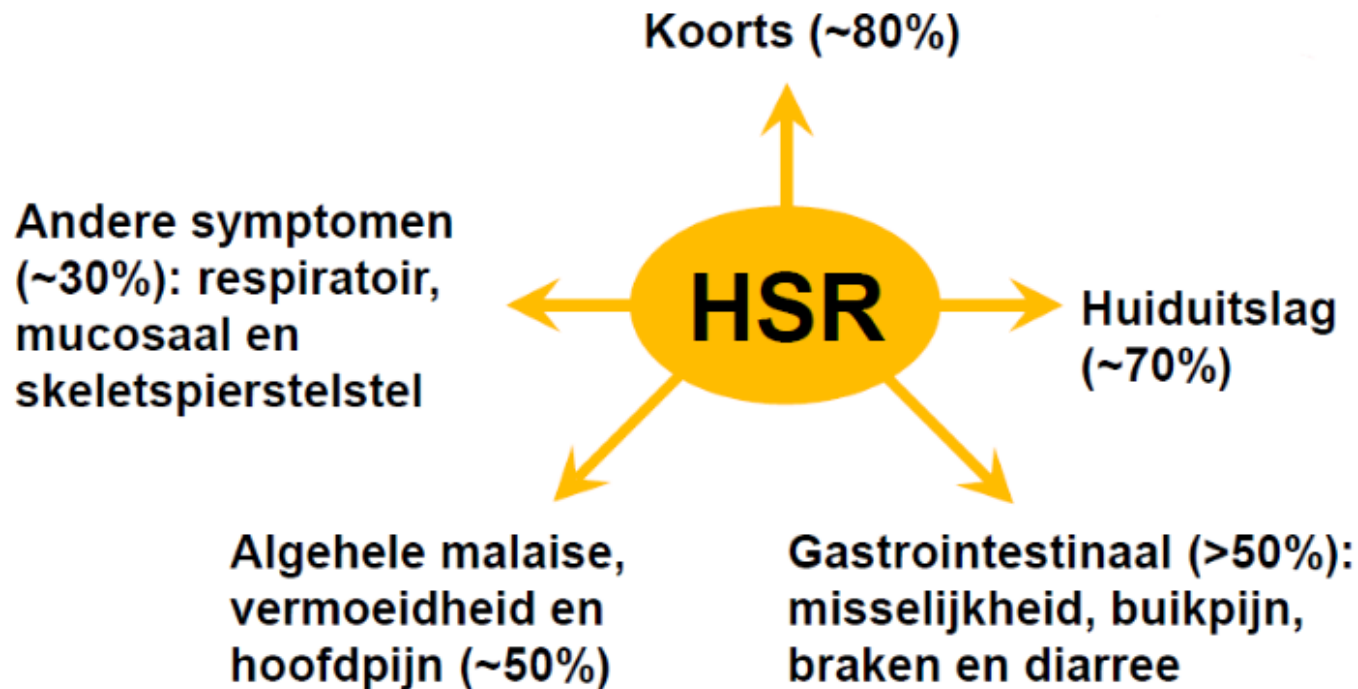 Koorts (~80%)
Andere symptomen
(~30%): respiratoir,
mucosaal en
skeletspierstelstel
HSR
Huiduitslag
(~70%)
Algehele malaise,
vermoeidheid en
hoofdpijn (~50%)
Gastrointestinaal (>50%):
misselijkheid, buikpijn,
braken en diarree